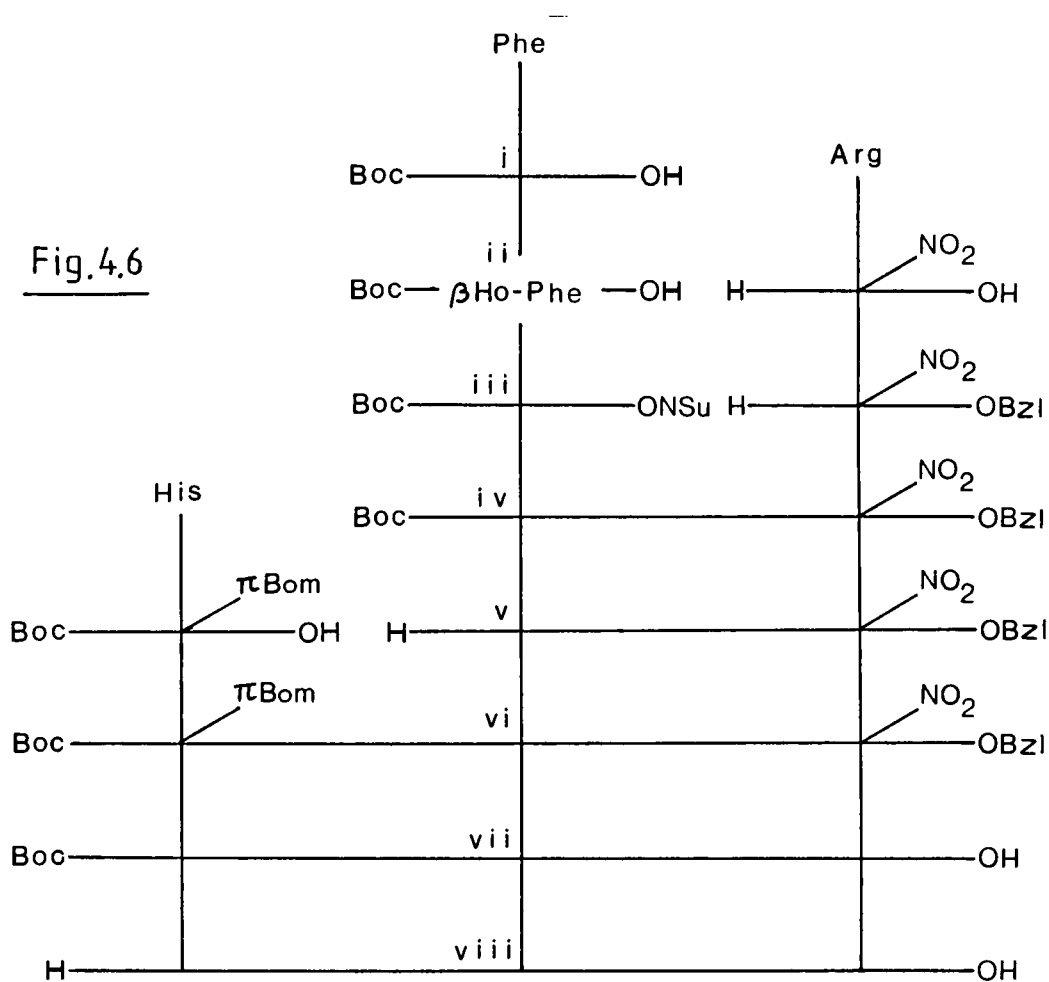 Phe
i
Boc OH
Arg
Fig.4.6
ii
NO2
Boc βHo-Phe OH H OH
iii
NO2
Boc ONSu H OBzl
His
iv
NO2
Boc OBzl
πBom
v
NO2
Boc OH H OBzl
πBom
vi
NO2
Boc OBzl
vii
Boc OH
viii
H OH